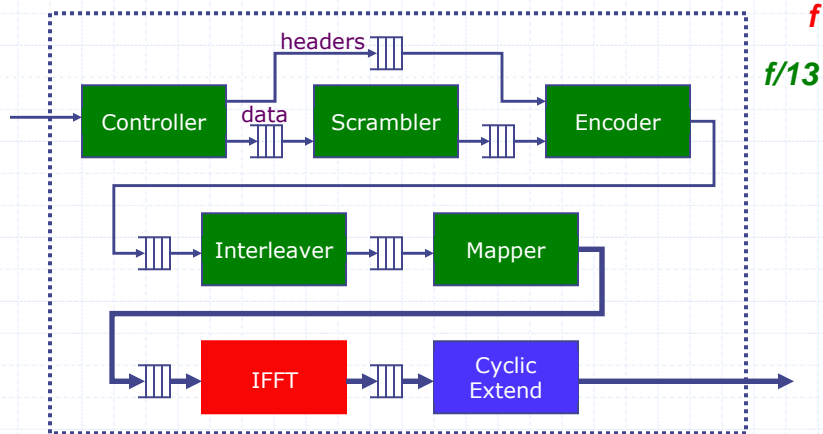 f
headers
f/13
data
Controller
Scrambler
Encoder
Interleaver
Mapper
IFFT
Cyclic
Extend